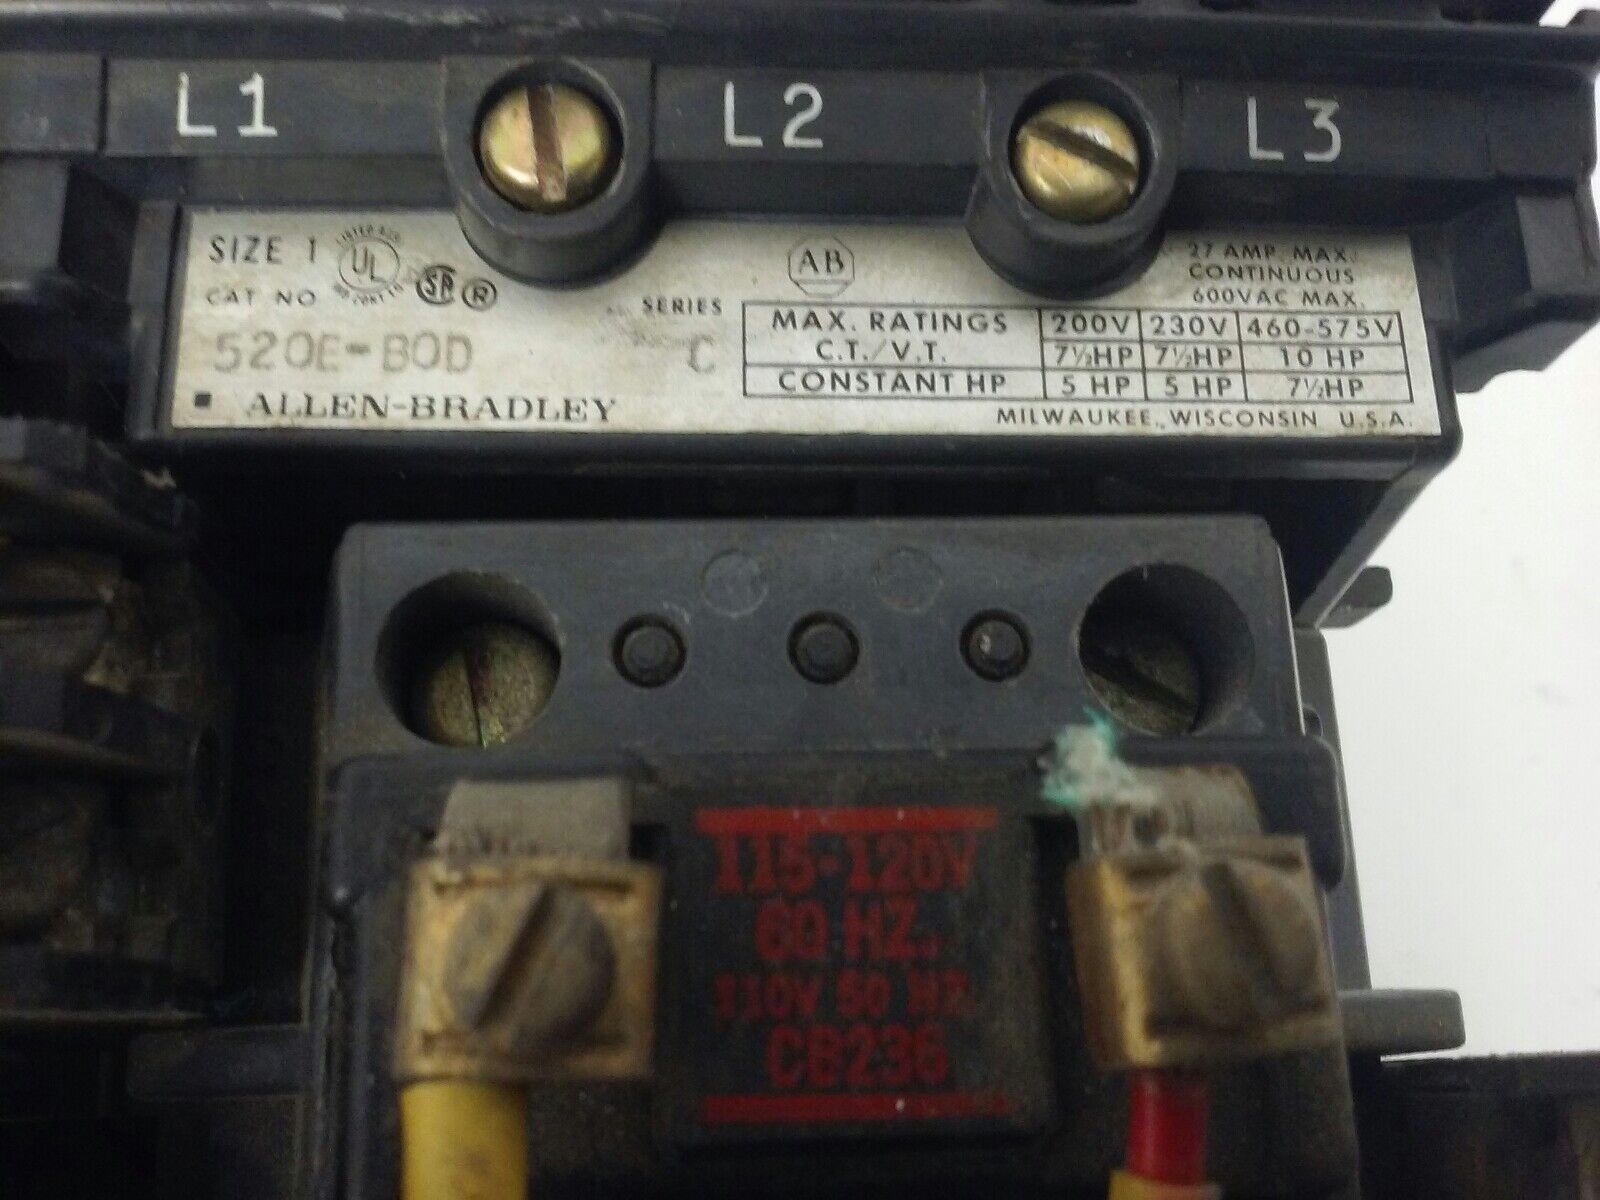 L1 L2 L3
SIZE 1
UL
SA
R
CAT NO
520E-BOD
SERIES
C
ALLEN-BRADLEY
AB
27 AMP. MAX.
CONTINUOUS
600VAC MAX.
MAX. RATINGS 200V 230V 460-575V
C.T./V.T. 7½HP 7½HP 10 HP
CONSTANT HP 5 HP 5 HP 7½HP
MILWAUKEE, WISCONSIN U.S.A.
115-120V
60 HZ.
110V 50 HZ.
CB236